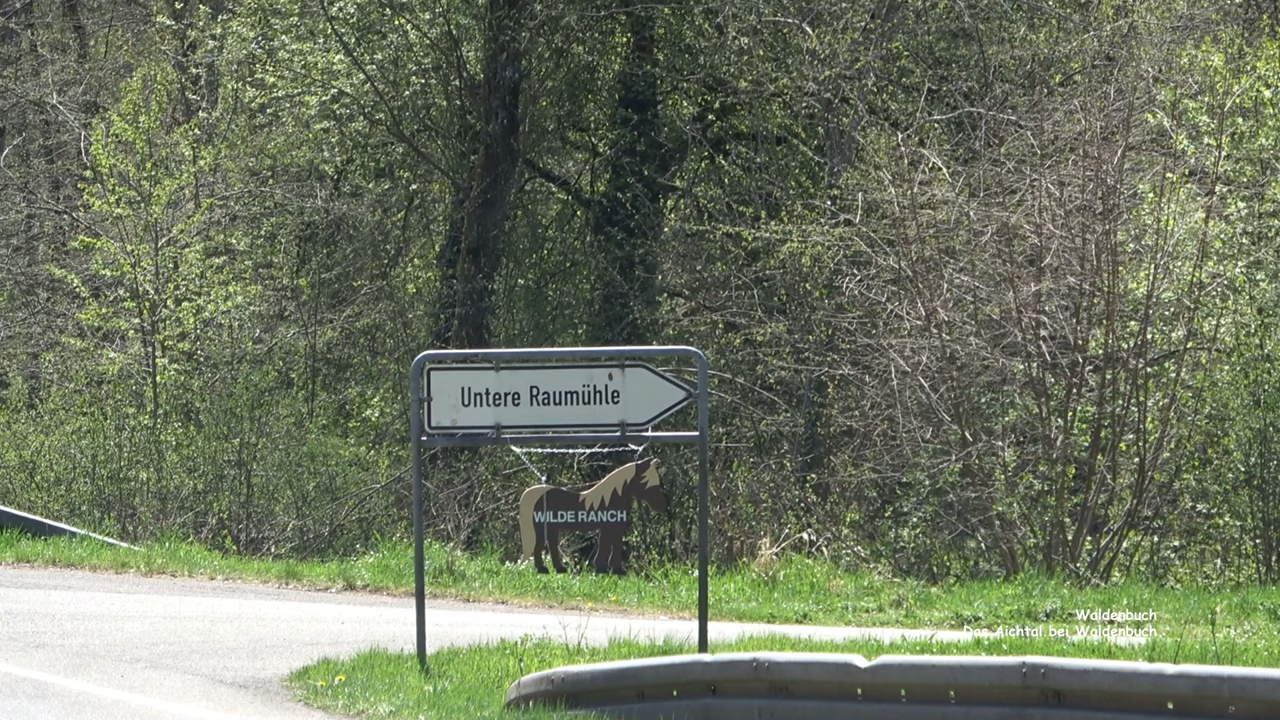 Untere Raumühle
WILDE RANCH
Waldenbuch
Das Aichtal bei Waldenbuch